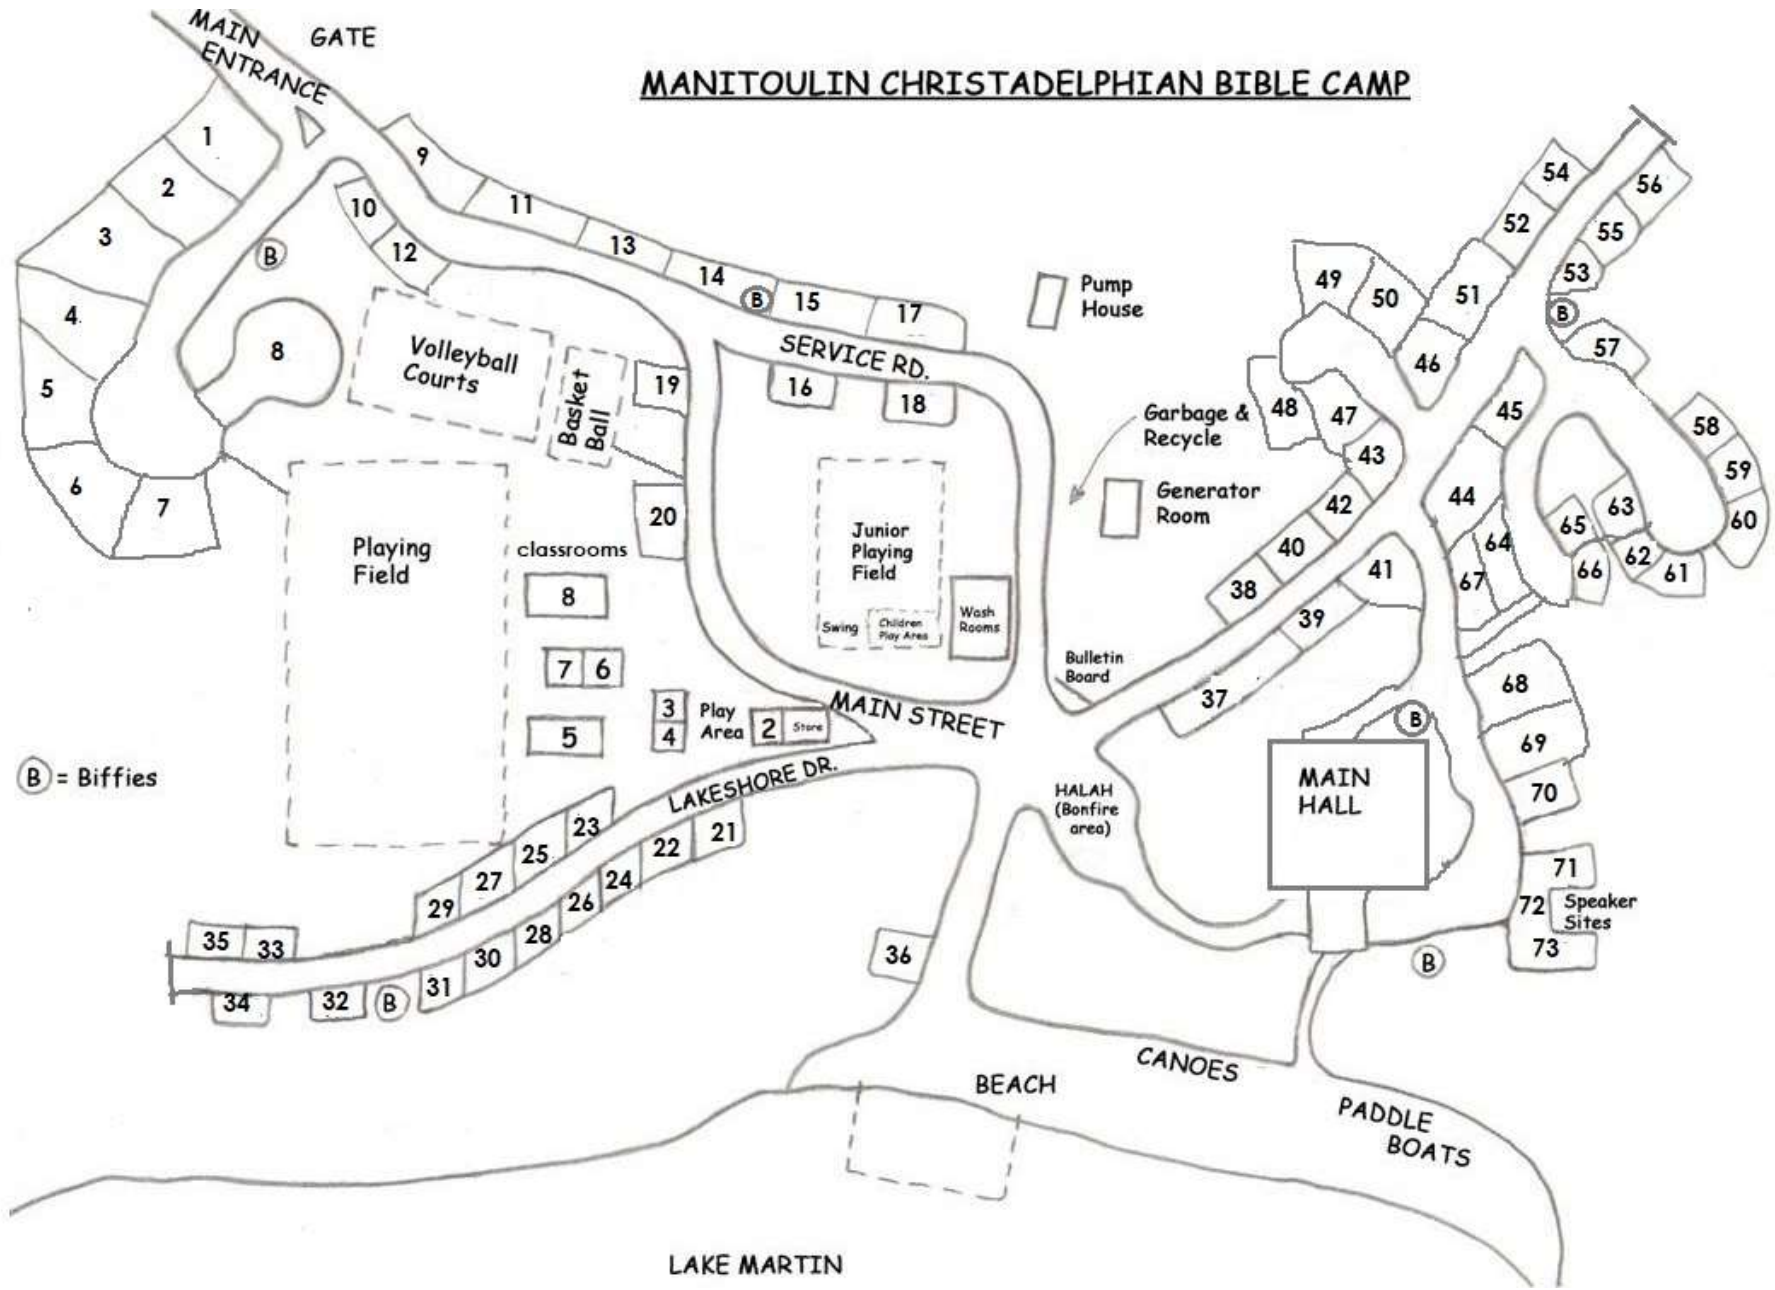 MAIN
ENTRANCE
GATE
MANITOULIN CHRISTADELPHIAN BIBLE CAMP
1
2
3
4
5
6
7
8
B
9
10
11
12
13
14
B
15
17
16
18
19
20
SERVICE RD.
Volleyball
Courts
Basket
Ball
Pump
House
Garbage &
Recycle
Generator
Room
Playing
Field
classrooms
8
7
6
5
3
4
Play
Area
2
Store
Junior
Playing
Field
Swing
Children
Play Area
Wash
Rooms
Bulletin
Board
MAIN STREET
LAKESHORE DR.
B = Biffies
21
22
23
24
25
26
27
28
29
30
31
B
32
33
34
35
36
HALAH
(Bonfire
area)
37
38
39
40
41
42
43
44
45
46
47
48
49
50
51
52
53
54
55
56
B
57
58
59
60
61
62
63
64
65
66
67
68
69
70
71
72
Speaker
Sites
73
B
MAIN
HALL
B
CANOES
BEACH
PADDLE
BOATS
LAKE MARTIN